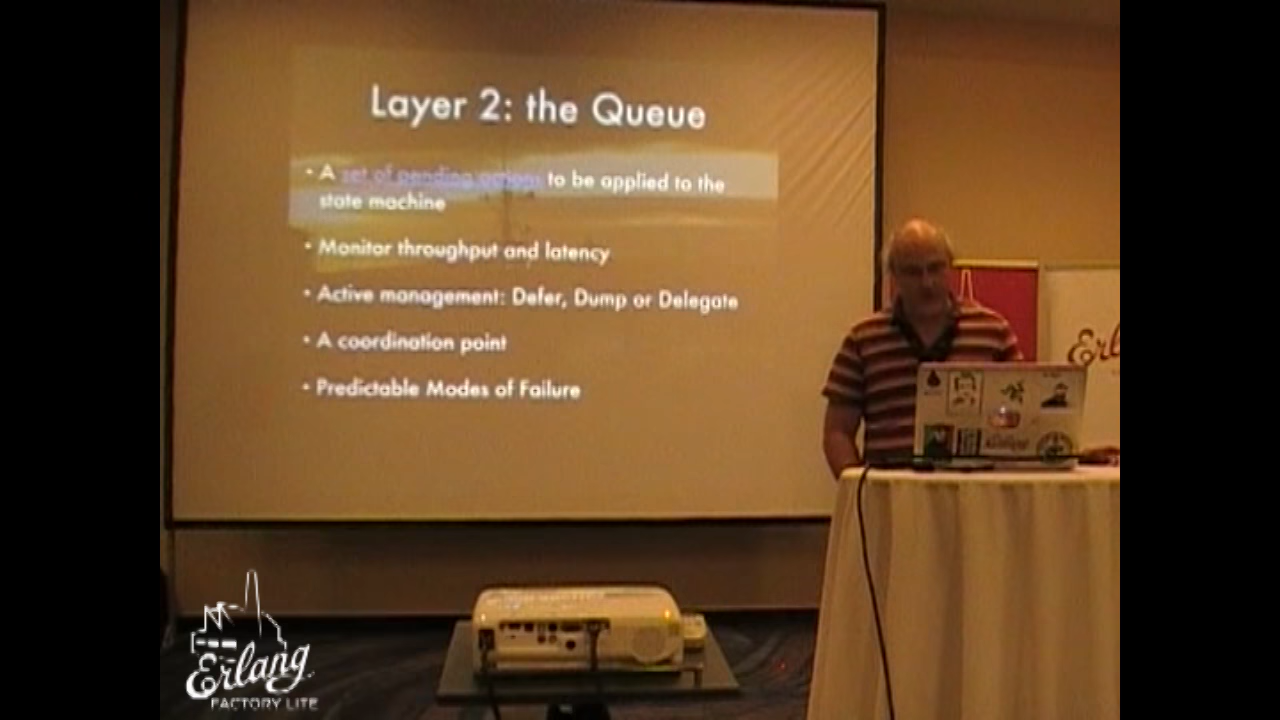 Layer 2: the Queue
• A set of pending actions to be applied to the
state machine
• Monitor throughput and latency
• Active management: Defer, Dump or Delegate
• A coordination point
• Predictable Modes of Failure
Erlang
FACTORY LITE